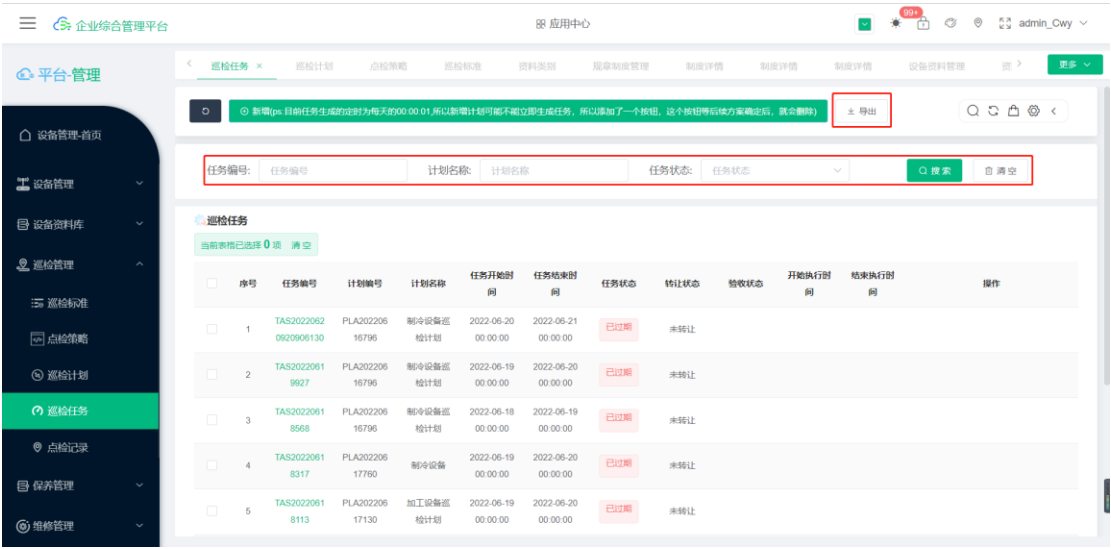 企业综合管理平台
应用中心
99+
admin_Cwy
平台-管理
巡检任务 ×
巡检计划
点检策略
巡检标准
资料类别
规章制度管理
制度详情
制度详情
制度详情
设备资料管理
资
更多
新增(ps:目前任务生成的定时为每天的00:00:01,所以新增计划可能不能立即生成任务，所以添加了一个按钮，这个按钮等后续方案确定后，就会删除)
导出
设备管理-首页
设备管理
设备资料库
巡检管理
巡检标准
点检策略
巡检计划
巡检任务
点检记录
保养管理
维修管理
任务编号: 任务编号 计划名称: 计划名称 任务状态: 任务状态 搜索 清空
巡检任务
当前表格已选择 0 项 清空
序号 任务编号 计划编号 计划名称 任务开始时间 任务结束时间 任务状态 转让状态 验收状态 开始执行时间 结束执行时间 操作
1 TAS20220620920906130 PLA20220616796 制冷设备巡检计划 2022-06-20 00:00:00 2022-06-21 00:00:00 已过期 未转让
2 TAS20220619927 PLA20220616796 制冷设备巡检计划 2022-06-19 00:00:00 2022-06-20 00:00:00 已过期 未转让
3 TAS20220618568 PLA20220616796 制冷设备巡检计划 2022-06-18 00:00:00 2022-06-19 00:00:00 已过期 未转让
4 TAS20220618317 PLA20220617760 制冷设备 2022-06-19 00:00:00 2022-06-20 00:00:00 已过期 未转让
5 TAS20220618113 PLA20220617130 加工设备巡检计划 2022-06-19 00:00:00 2022-06-20 00:00:00 已过期 未转让